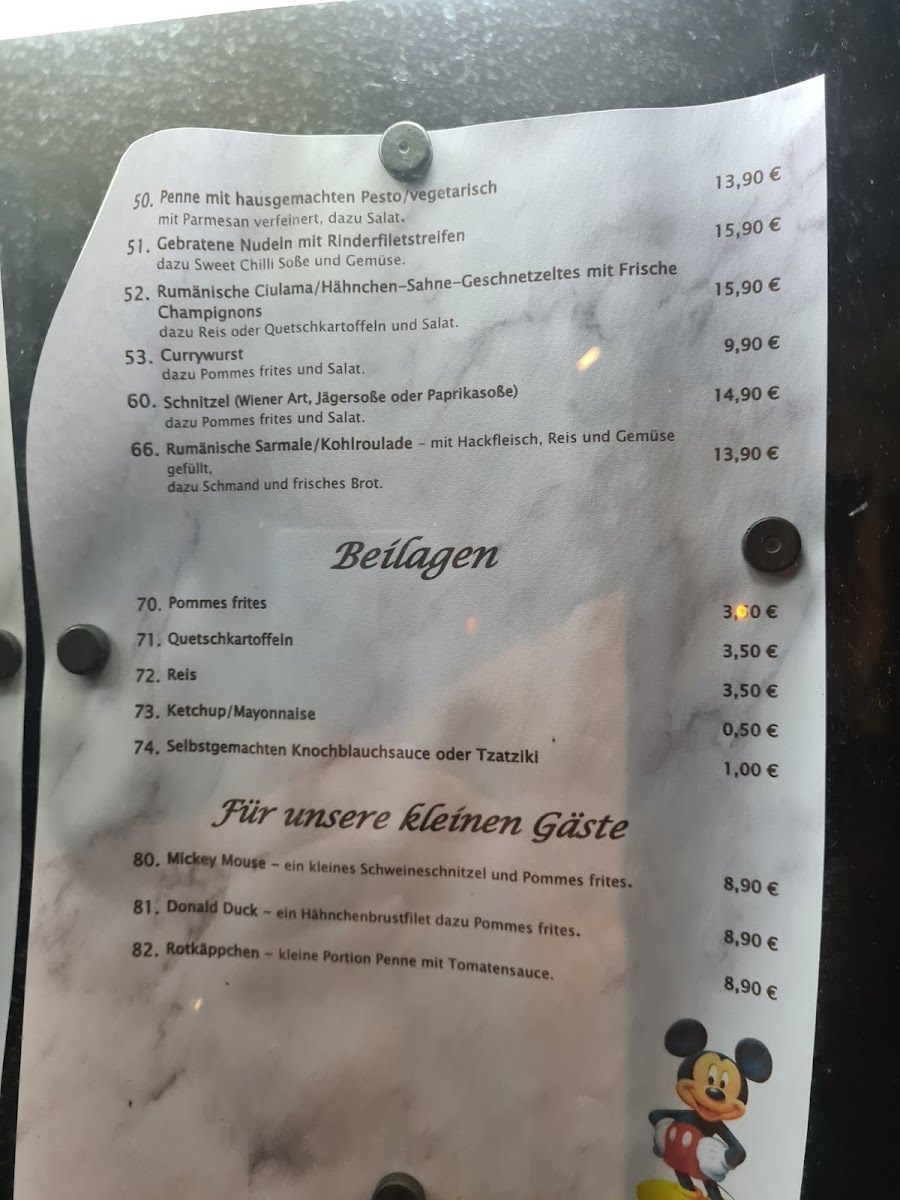 50. Penne mit hausgemachten Pesto/vegetarisch 13,90 €
mit Parmesan verfeinert, dazu Salat.
51. Gebratene Nudeln mit Rinderfiletstreifen 15,90 €
dazu Sweet Chilli Soße und Gemüse.
52. Rumänische Ciulama/Hähnchen-Sahne-Geschnetzeltes mit Frische 15,90 €
Champignons
dazu Reis oder Quetschkartoffeln und Salat.
53. Currywurst 9,90 €
dazu Pommes frites und Salat.
60. Schnitzel (Wiener Art, Jägersoße oder Paprikasoße) 14,90 €
dazu Pommes frites und Salat.
66. Rumänische Sarmale/Kohlroulade - mit Hackfleisch, Reis und Gemüse 13,90 €
gefüllt,
dazu Schmand und frisches Brot.
Beilagen
70. Pommes frites
71. Quetschkartoffeln 3,50 €
72. Reis 3,50 €
73. Ketchup/Mayonnaise 0,50 €
74. Selbstgemachten Knochblauchsauce oder Tzatziki 1,00 €
Für unsere kleinen Gäste
80. Mickey Mouse - ein kleines Schweineschnitzel und Pommes frites. 8,90 €
81. Donald Duck - ein Hähnchenbrustfilet dazu Pommes frites. 8,90 €
82. Rotkäppchen - kleine Portion Penne mit Tomatensauce. 8,90 €